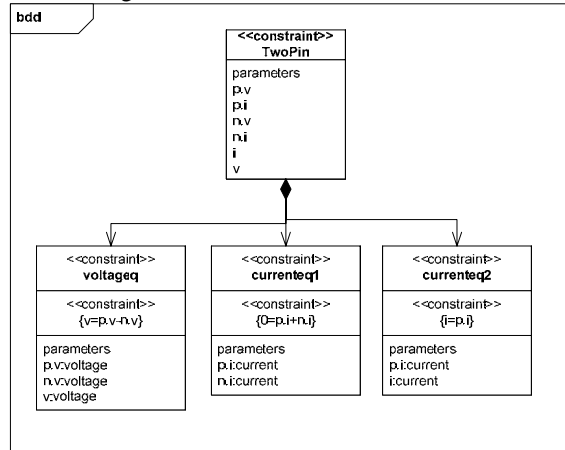 bdd
<<constraint>>
TwoPin
parameters
p.v
p.i
n.v
n.i
i
v
<<constraint>>
voltageq
<<constraint>>
{v=p.v-n.v}
parameters
p.v:voltage
n.v:voltage
v:voltage
<<constraint>>
currenteq1
<<constraint>>
{0=p.i+n.i}
parameters
p.i:current
n.i:current
<<constraint>>
currenteq2
<<constraint>>
{i=p.i}
parameters
p.i:current
i:current